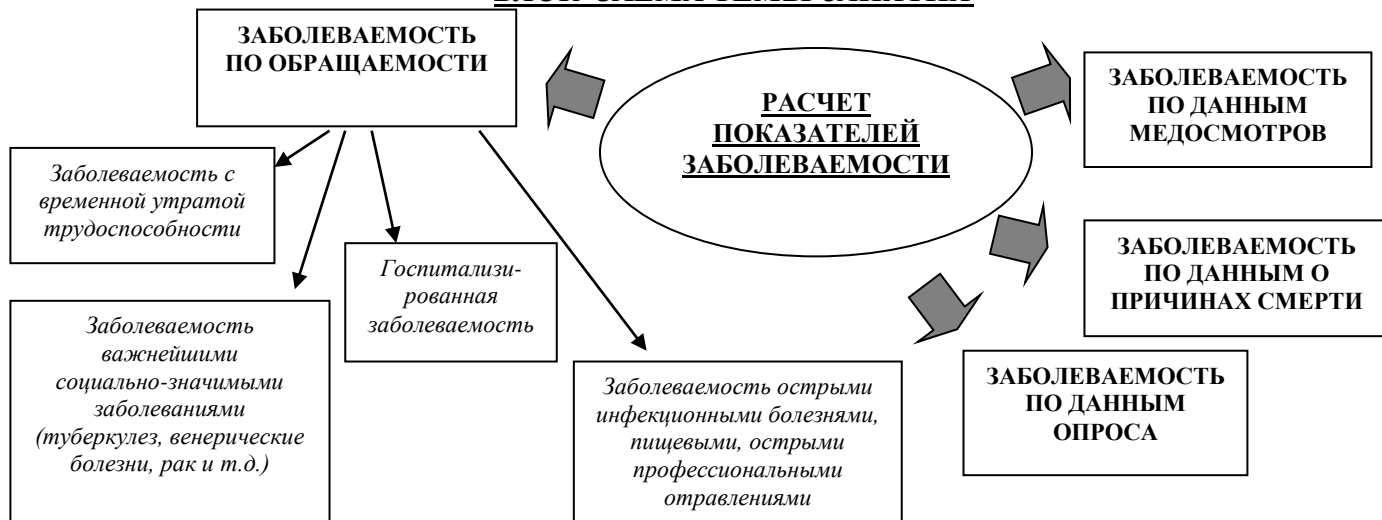 ЗАБОЛЕВАЕМОСТЬ
ПО ОБРАЩАЕМОСТИ
РАСЧЕТ
ПОКАЗАТЕЛЕЙ
ЗАБОЛЕВАЕМОСТИ
ЗАБОЛЕВАЕМОСТЬ
ПО ДАННЫМ
МЕДОСМОТРОВ
Заболеваемость с
временной утратой
трудоспособности
Госпитализи-
рованная
заболеваемость
ЗАБОЛЕВАЕМОСТЬ
ПО ДАННЫМ О
ПРИЧИНАХ СМЕРТИ
Заболеваемость
важнейшими
социально-значимыми
заболеваниями
(туберкулез, венерические
болезни, рак и т.д.)
Заболеваемость острыми
инфекционными болезнями,
пищевыми, острыми
профессиональными
отравлениями
ЗАБОЛЕВАЕМОСТЬ
ПО ДАННЫМ
ОПРОСА